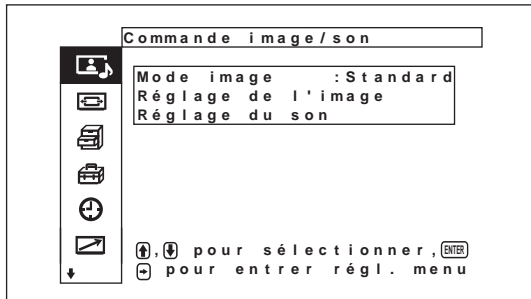 Commande image/son
Mode image :Standard
Réglage de l'image
Réglage du son
, pour sélectionner, ENTER
pour entrer régl. menu